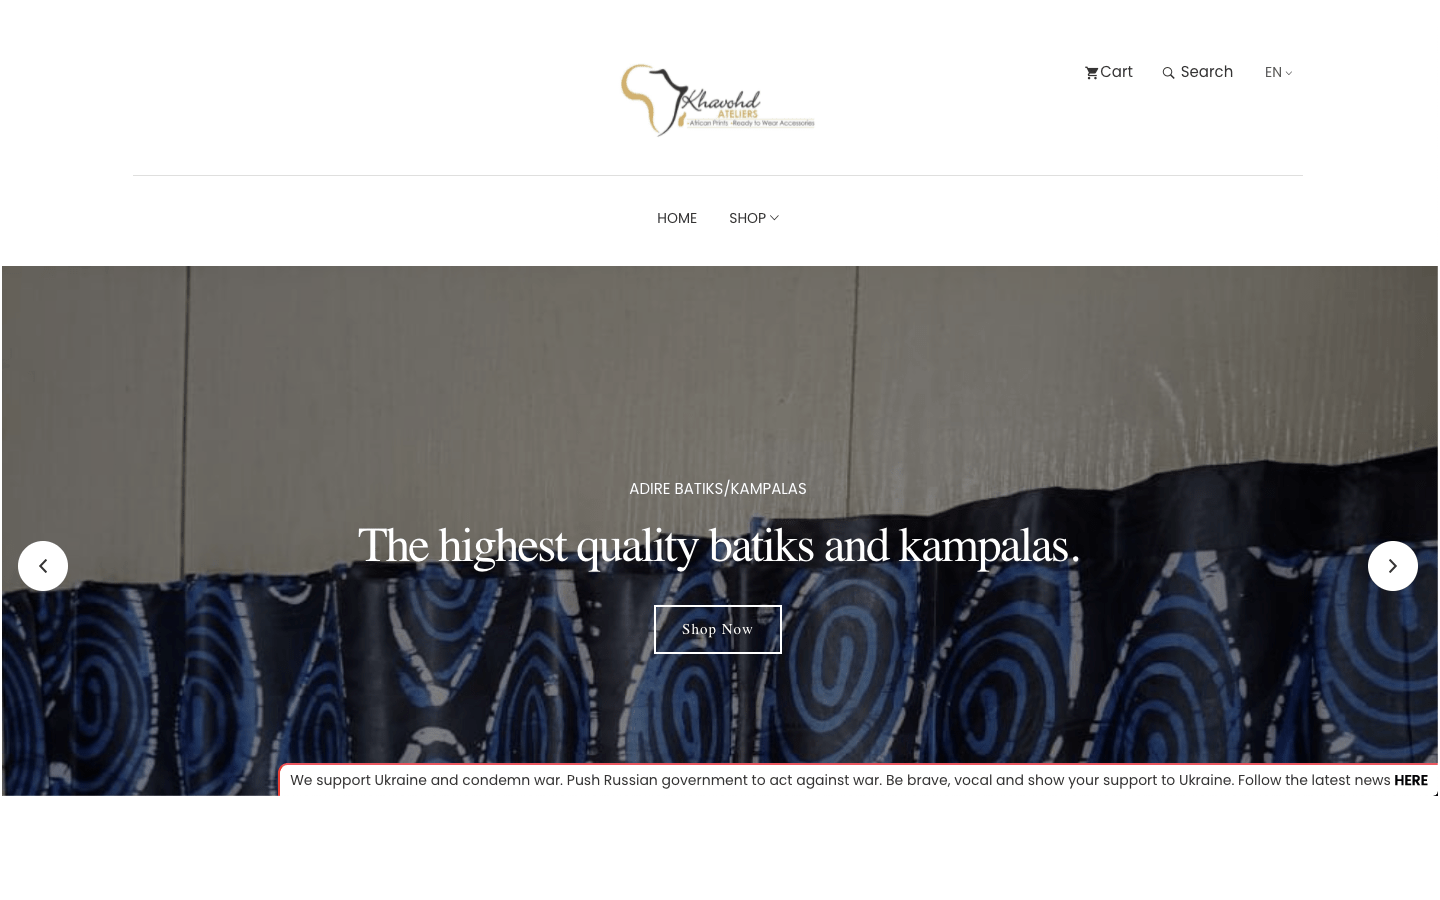 Khavohd
ATELIERS
-African Prints -Ready to Wear Accessories
Cart
Search
EN
HOME
SHOP
ADIRE BATIKS/KAMPALAS
The highest quality batiks and kampalas.
Shop Now
We support Ukraine and condemn war. Push Russian government to act against war. Be brave, vocal and show your support to Ukraine. Follow the latest news HERE